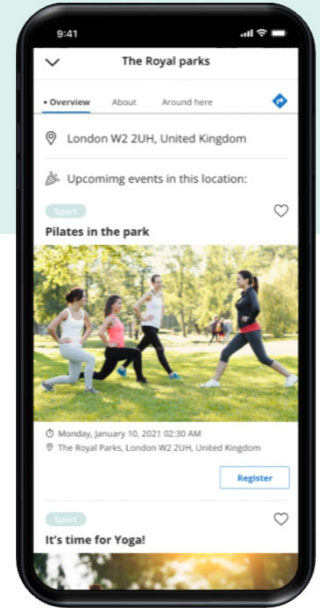 9:41
The Royal parks
• Overview About Around here
London W2 2UH, United Kingdom
Upcomimg events in this location:
Sport
Pilates in the park
Monday, January 10, 2021 02:30 AM
The Royal Parks, London W2 2UH, United Kingdom
Register
Sport
It's time for Yoga!